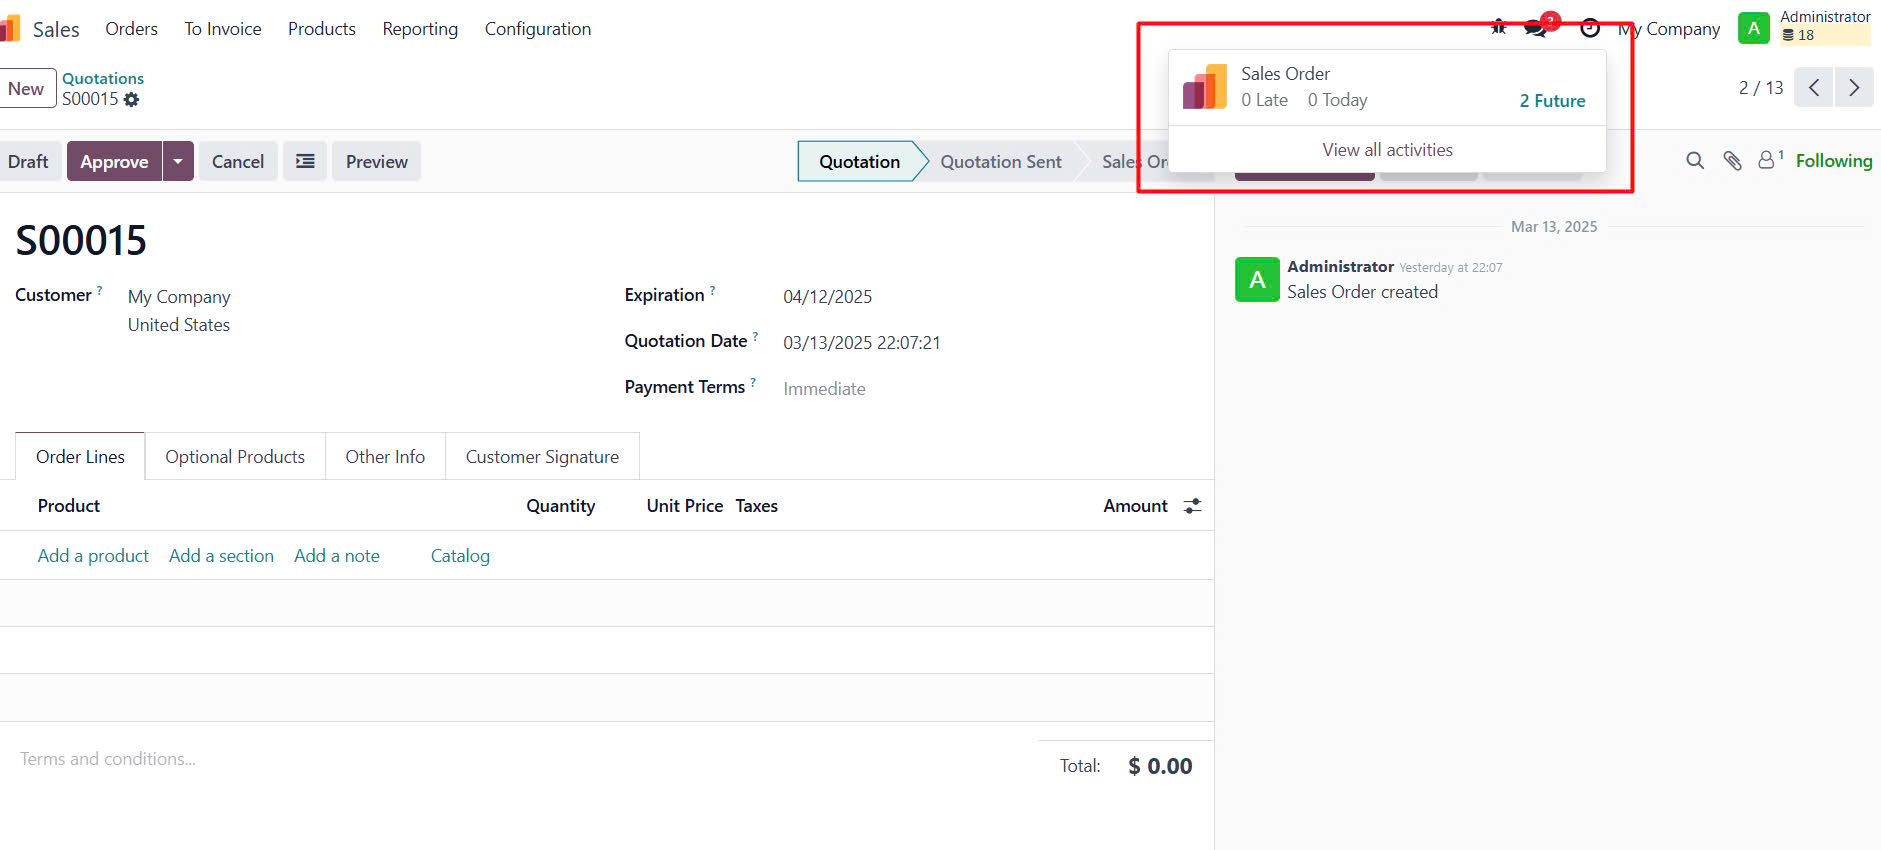 Sales Orders To Invoice Products Reporting Configuration
My Company
A
Administrator
18
New
Quotations
S00015
Sales Order
0 Late 0 Today 2 Future
View all activities
2 / 13
Draft Approve Cancel Preview
Quotation Quotation Sent Sales Or
1 Following
S00015
Mar 13, 2025
A
Administrator Yesterday at 22:07
Sales Order created
Customer ? My Company
United States
Expiration ? 04/12/2025
Quotation Date ? 03/13/2025 22:07:21
Payment Terms ? Immediate
Order Lines Optional Products Other Info Customer Signature
Product Quantity Unit Price Taxes Amount
Add a product Add a section Add a note Catalog
Terms and conditions...
Total: $ 0.00